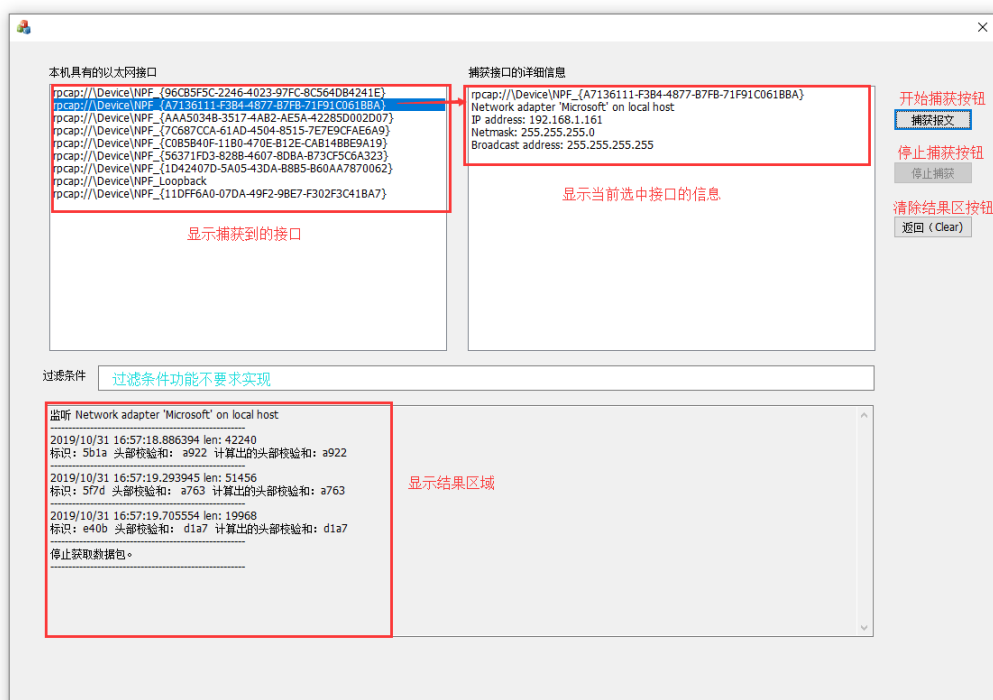 本机具有的以太网接口
rpcap://\Device\NPF_{96CB5F5C-2246-4023-97FC-8C564DB4241E}
rpcap://\Device\NPF_{A7136111-F3B4-4877-B7FB-71F91C061BBA}
rpcap://\Device\NPF_{AAA5034B-3517-4AB2-AE5A-42285D002D07}
rpcap://\Device\NPF_{7C687CCA-61AD-4504-8515-7E7E9CFAE6A9}
rpcap://\Device\NPF_{C0B5B40F-11B0-470E-B12E-CAB14BBE9A19}
rpcap://\Device\NPF_{56371FD3-828B-4607-8DBA-B73CF5C6A323}
rpcap://\Device\NPF_{1D42407D-5A05-43DA-B8B5-B60AA7870062}
rpcap://\Device\NPF_Loopback
rpcap://\Device\NPF_{11DFF6A0-07DA-49F2-9BE7-F302F3C41BA7}
显示捕获到的接口
捕获接口的详细信息
rpcap://\Device\NPF_{A7136111-F3B4-4877-B7FB-71F91C061BBA}
Network adapter 'Microsoft' on local host
IP address: 192.168.1.161
Netmask: 255.255.255.0
Broadcast address: 255.255.255.255
显示当前选中接口的信息
开始捕获按钮
捕获报文
停止捕获按钮
停止捕获
清除结果区按钮
返回（Clear）
过滤条件
过滤条件功能不要求实现
监听 Network adapter 'Microsoft' on local host
2019/10/31 16:57:18.886394 len: 42240
标识：5b1a 头部校验和： a922 计算出的头部校验和：a922
2019/10/31 16:57:19.293945 len: 51456
标识：5f7d 头部校验和： a763 计算出的头部校验和：a763
2019/10/31 16:57:19.705554 len: 19968
标识：e40b 头部校验和： d1a7 计算出的头部校验和：d1a7
停止获取数据包。
显示结果区域